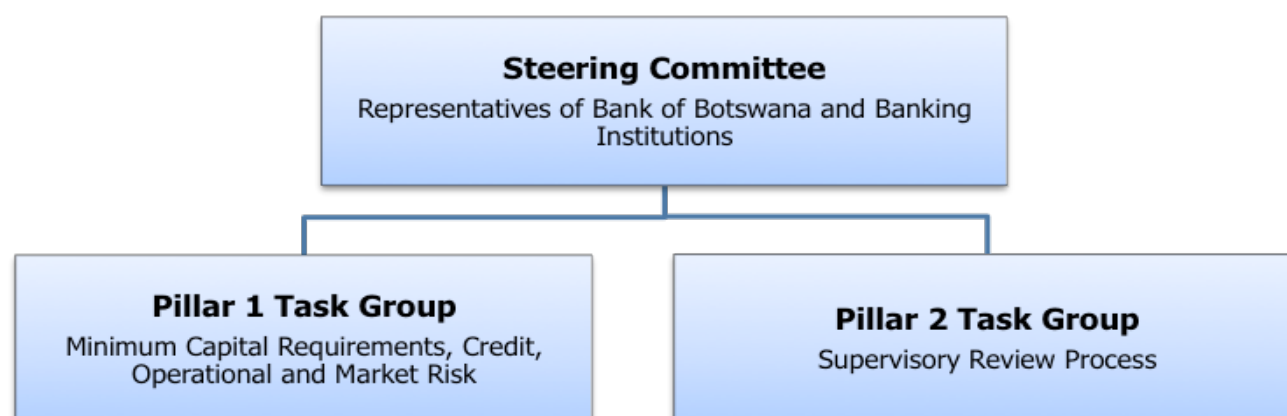 Steering Committee
Representatives of Bank of Botswana and Banking
Institutions
Pillar 1 Task Group
Minimum Capital Requirements, Credit,
Operational and Market Risk
Pillar 2 Task Group
Supervisory Review Process